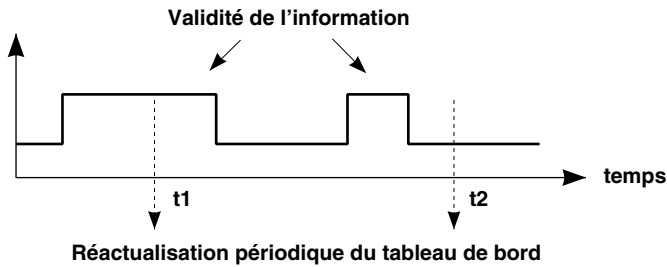 Validité de l'information
temps
t1
t2
Réactualisation périodique du tableau de bord